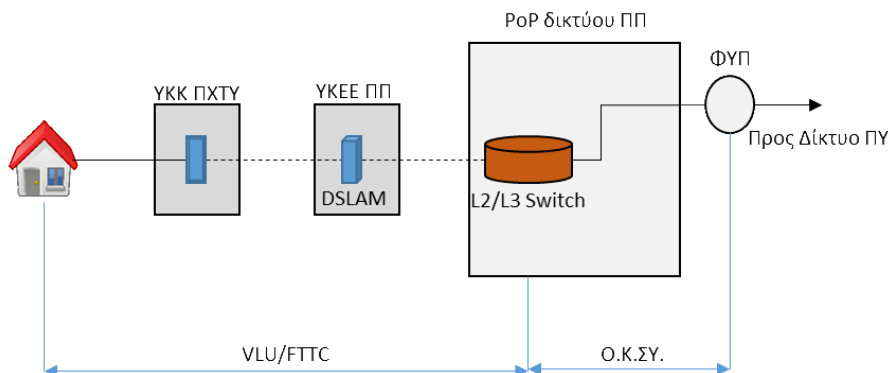 PoP δικτύου ΠΠ
ΦΥΠ
ΥΚΚ ΠΧΤΥ
ΥΚΕΕ ΠΠ
Προς Δίκτυο ΠΥ
DSLAM
L2/L3 Switch
VLU/FTTC
Ο.Κ.ΣΥ.